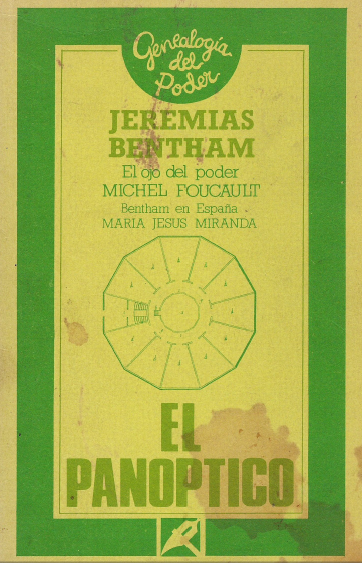 Genealogía
del
Poder
JEREMIAS
BENTHAM
El ojo del poder
MICHEL FOUCAULT
Bentham en España
MARIA JESUS MIRANDA
EL
PANOPTICO